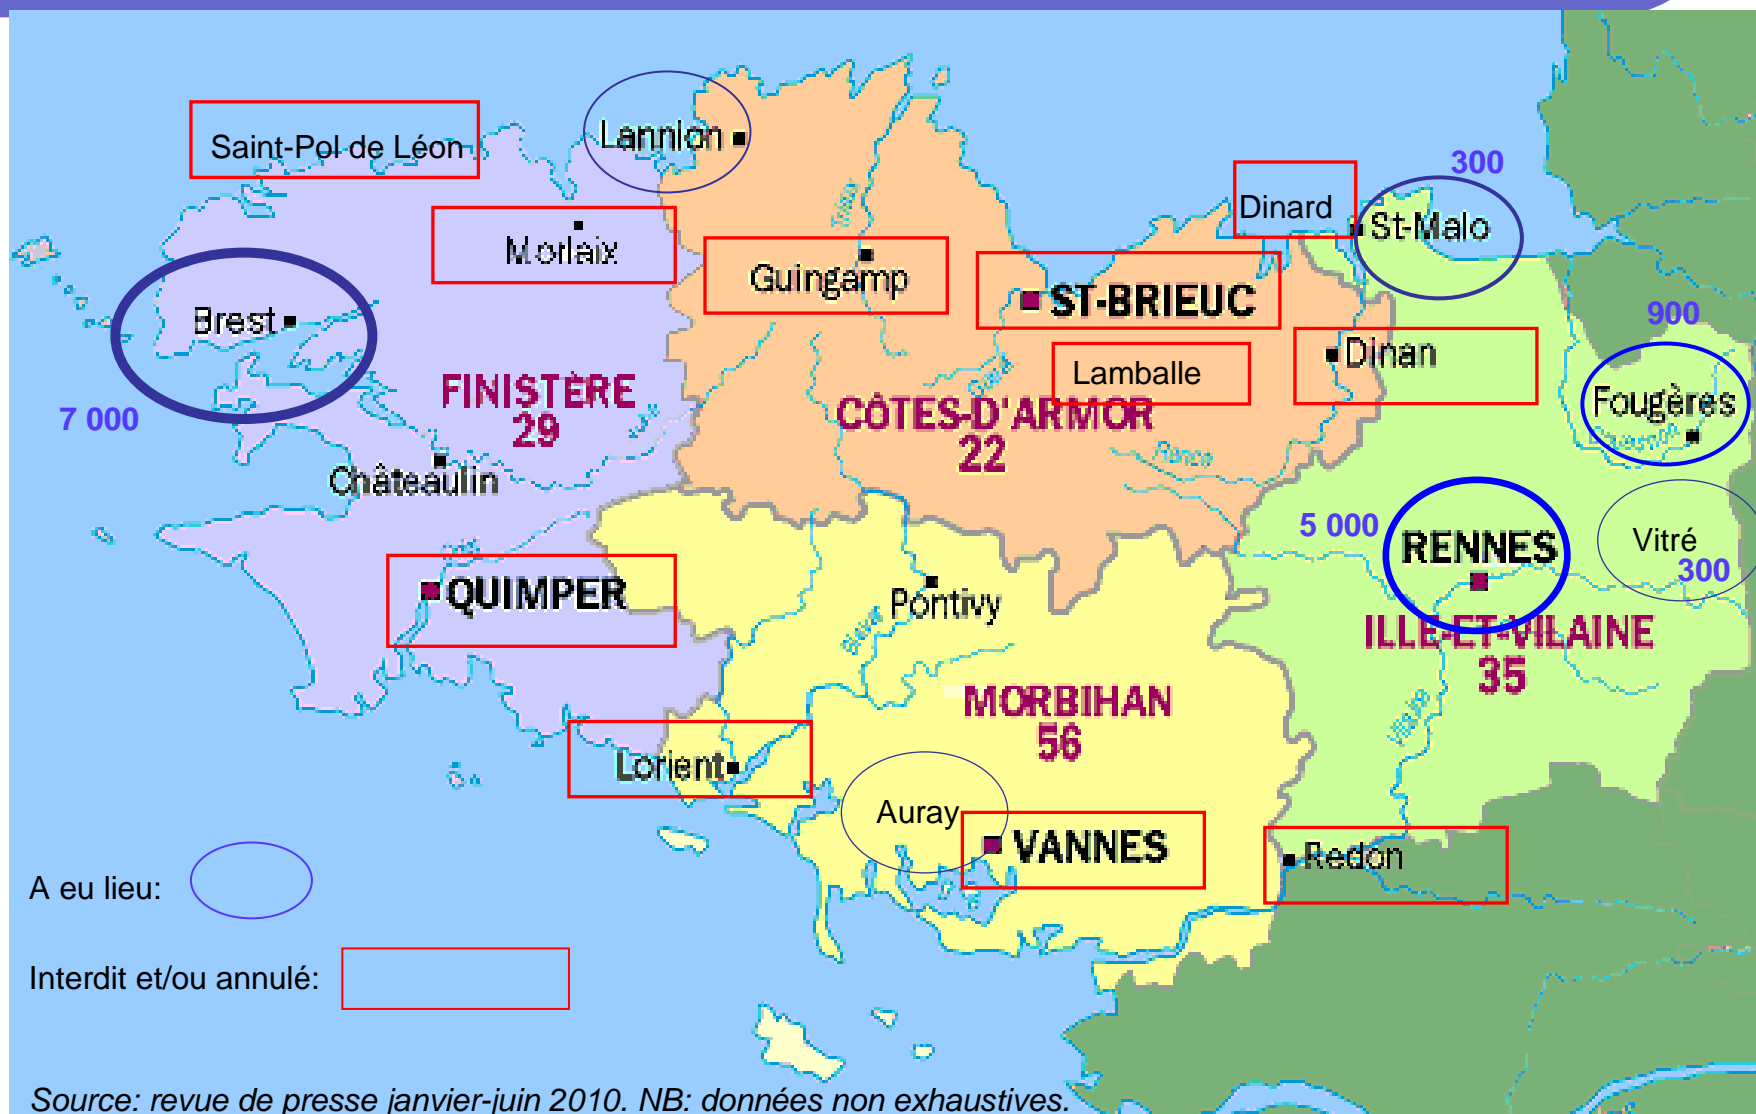 Saint-Pol de Léon
Lannion
300
Dinard
St-Malo
Morlaix
Guingamp
ST-BRIEUC
Brest
900
Dinan
Lamballe
7 000
FINISTÈRE
29
CÔTES-D'ARMOR
22
Fougères
Rance
Châteaulin
5 000
RENNES
Vitré
300
QUIMPER
Pontivy
ILLE-ET-VILAINE
35
MORBIHAN
56
Lorient
Auray
VANNES
Redon
A eu lieu:
Interdit et/ou annulé:
Source: revue de presse janvier-juin 2010. NB: données non exhaustives.